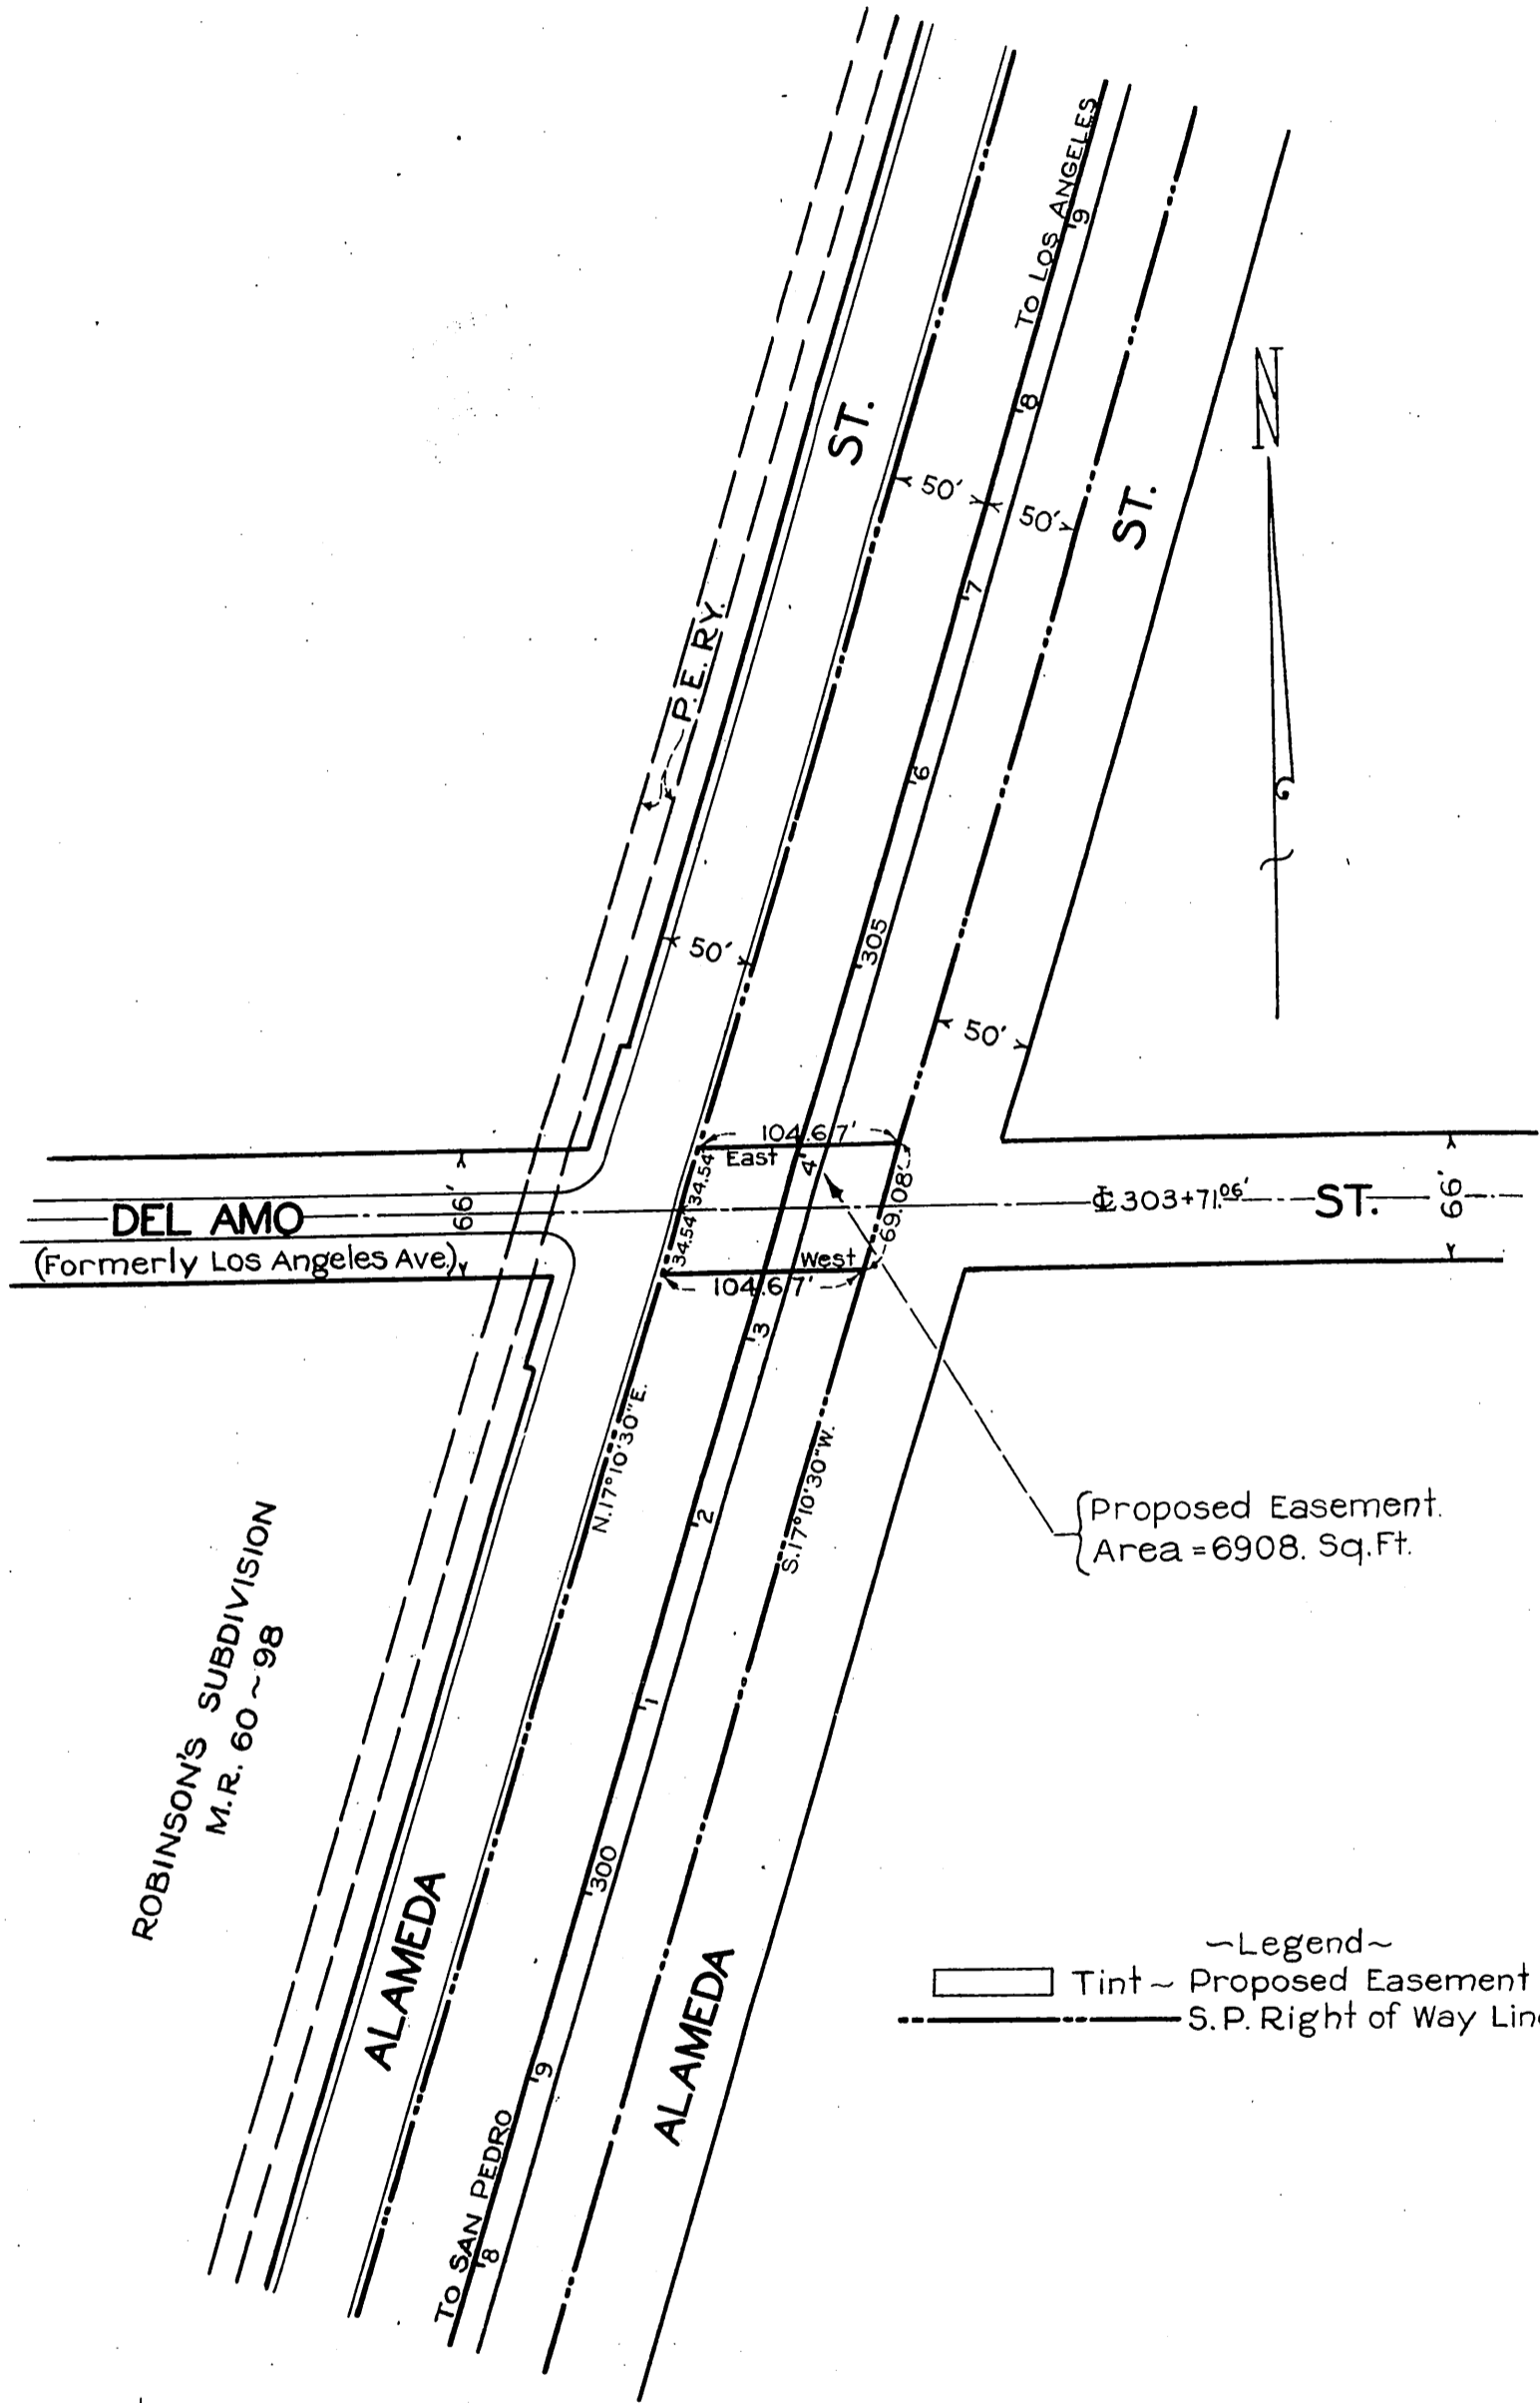 N
TO LOS ANGELES
9
8
7
6
305
4
3
2
1
300
9
8
TO SAN PEDRO
ST.
ST.
50'
50'
P.E. RY.
50'
50'
104.67'
East
34.54'
34.54'
69.08'
West
104.67'
66'
DEL AMO
(Formerly Los Angeles Ave.)
℄ 303+71.06'
ST.
66'
N.17°10'30"E.
S.17°10'30"W.
Proposed Easement.
Area = 6908. Sq.Ft.
ROBINSON'S SUBDIVISION
M.R. 60~98
ALAMEDA
ALAMEDA
~Legend~
Tint ~ Proposed Easement
S.P. Right of Way Lin